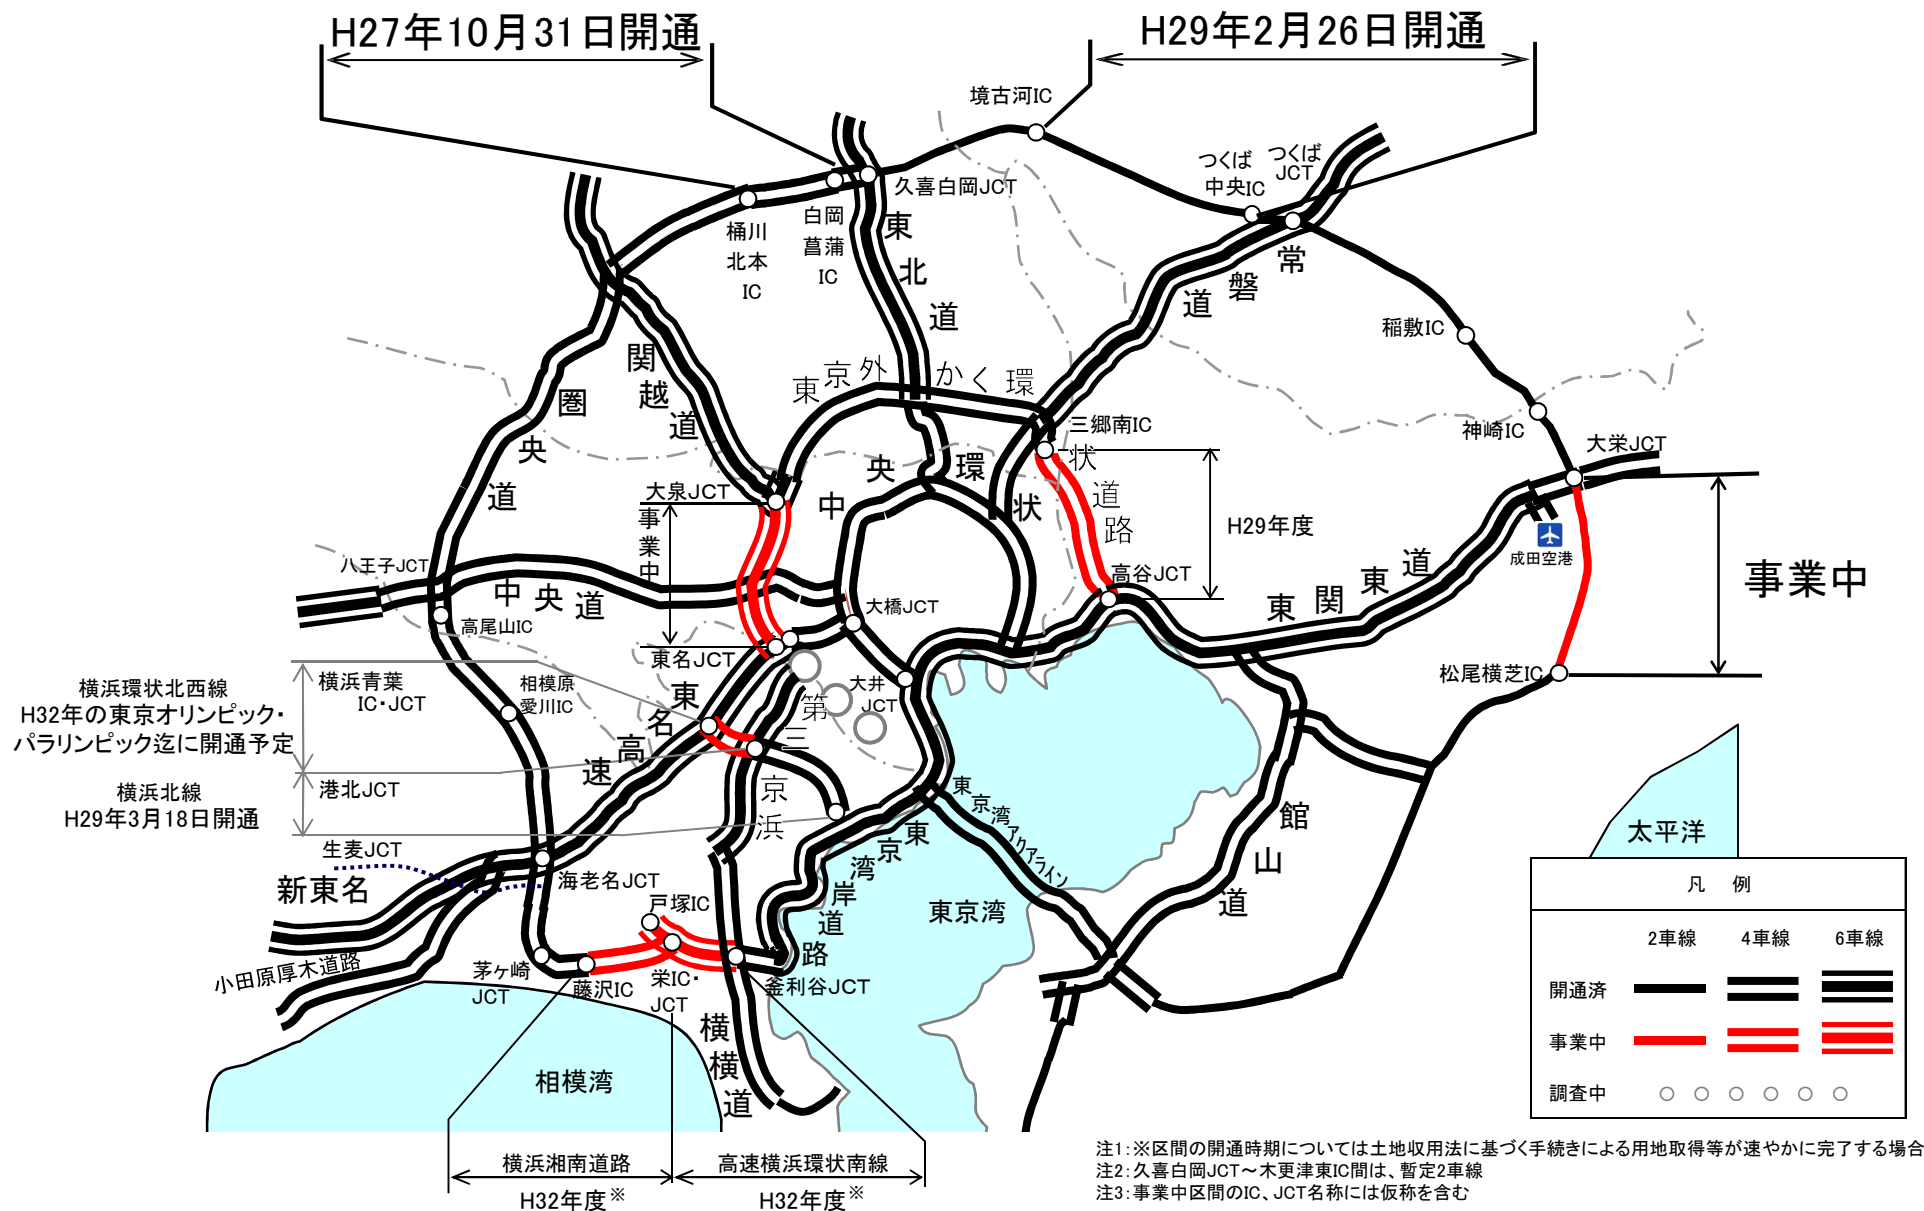 H27年10月31日開通
H29年2月26日開通
境古河IC
つくば
中央IC
つくば
JCT
久喜白岡JCT
桶川
北本
IC
白岡
菖蒲
IC
東北道
常磐道
稲敷IC
神崎IC
大栄JCT
関越道
圏央道
東京外かく環状道路
三郷南IC
中央環状
大泉JCT
事業中
H29年度
高谷JCT
成田空港
東関東道
事業中
八王子JCT
中央道
高尾山IC
大橋JCT
東名JCT
松尾横芝IC
横浜環状北西線
H32年の東京オリンピック・
パラリンピック迄に開通予定
横浜青葉
IC・JCT
相模原
愛川IC
東名高速
第三京浜
大井
JCT
横浜北線
H29年3月18日開通
港北JCT
生麦JCT
新東名
海老名JCT
小田原厚木道路
戸塚IC
茅ヶ崎
JCT
藤沢IC
栄IC・
JCT
釜利谷JCT
東京湾岸道路
東京湾アクアライン
東京湾
館山道
太平洋
相模湾
横横道
横浜湘南道路
H32年度※
高速横浜環状南線
H32年度※
凡 例
2車線 4車線 6車線
開通済
事業中
調査中
注1:※区間の開通時期については土地収用法に基づく手続きによる用地取得等が速やかに完了する場合
注2:久喜白岡JCT～木更津東IC間は、暫定2車線
注3:事業中区間のIC、JCT名称には仮称を含む